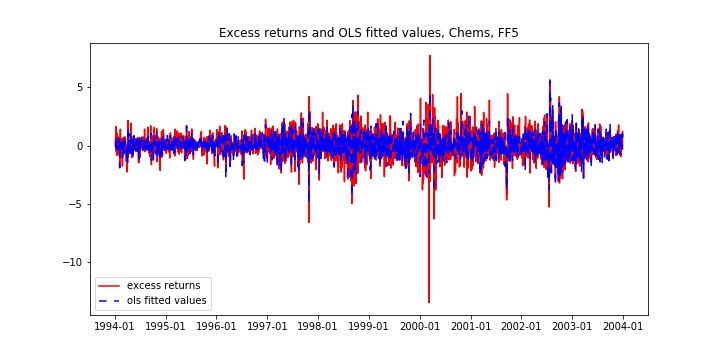 Excess returns and OLS fitted values, Chems, FF5
5
0
−5
−10
excess returns
ols fitted values
1994-01 1995-01 1996-01 1997-01 1998-01 1999-01 2000-01 2001-01 2002-01 2003-01 2004-01